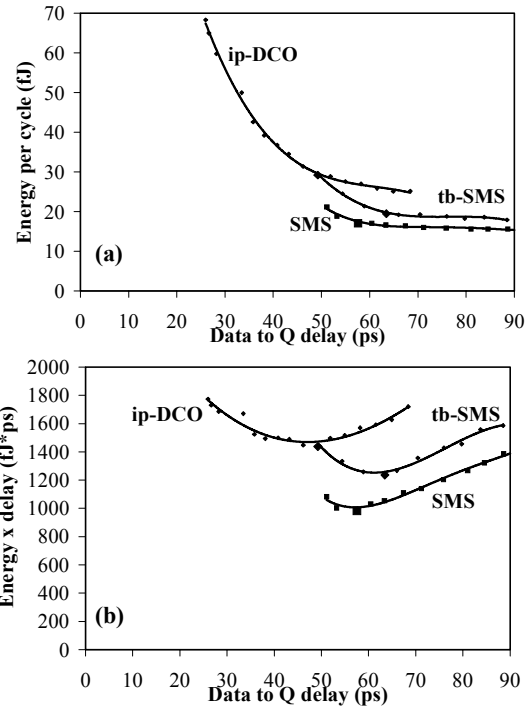 70
60
50
40
30
20
10
0
Energy per cycle (fJ)
ip-DCO
tb-SMS
SMS
(a)
0 10 20 30 40 50 60 70 80 90
Data to Q delay (ps)
2000
1800
1600
1400
1200
1000
800
600
400
200
0
Energy x delay (fJ*ps)
ip-DCO
tb-SMS
SMS
(b)
0 10 20 30 40 50 60 70 80 90
Data to Q delay (ps)